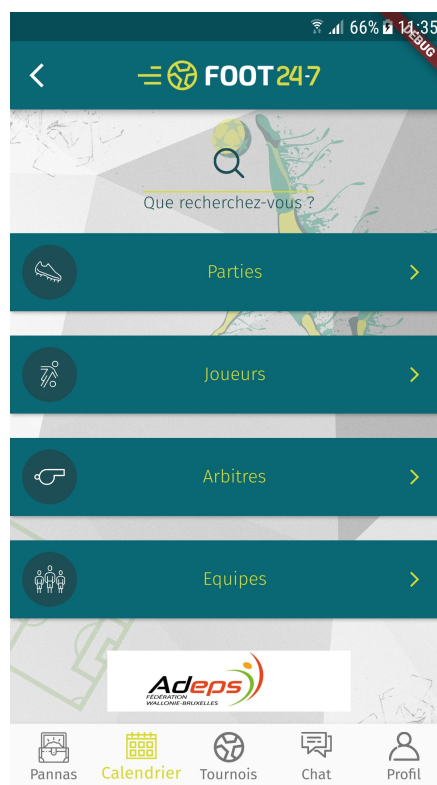 66% 11:35
DEBUG
FOOT 24-7
Que recherchez-vous ?
Parties
Joueurs
Arbitres
Equipes
Adeps
FÉDÉRATION
WALLONIE-BRUXELLES
Pannas Calendrier Tournois Chat Profil